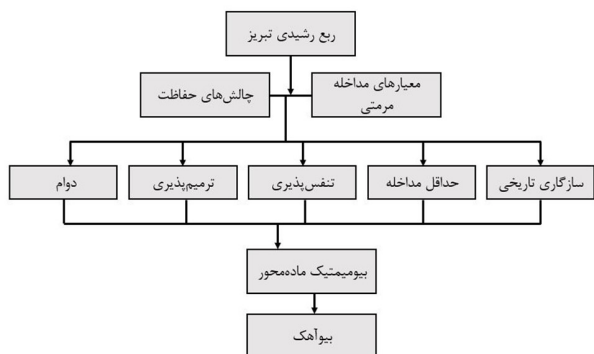 ربع رشیدی تبریز
معیارهای مداخله
مرمتی
چالش‌های حفاظت
سازگاری تاریخی
حداقل مداخله
تنفس‌پذیری
ترمیم‌پذیری
دوام
بیومیمتیک ماده‌محور
بیوآهک